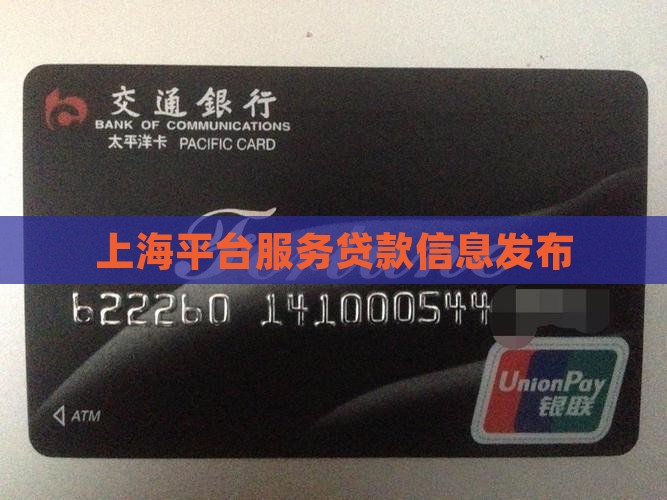 交通銀行
BANK OF COMMUNICATIONS
太平洋卡 PACIFIC CARD
上海平台服务贷款信息发布
622260 141000544
UnionPay
银联
ATM